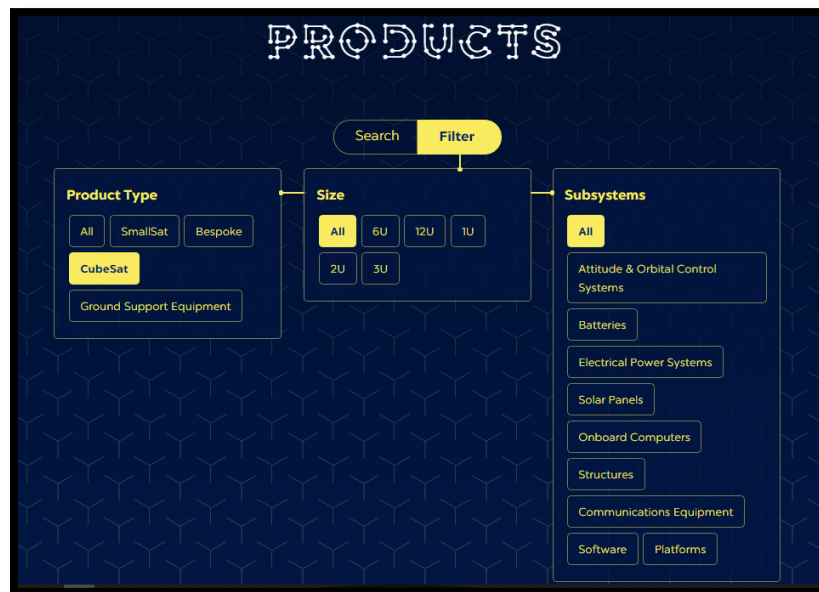 PRODUCTS
Search Filter
Product Type
All SmallSat Bespoke
CubeSat
Ground Support Equipment
Size
All 6U 12U 1U
2U 3U
Subsystems
All
Attitude & Orbital Control
Systems
Batteries
Electrical Power Systems
Solar Panels
Onboard Computers
Structures
Communications Equipment
Software Platforms